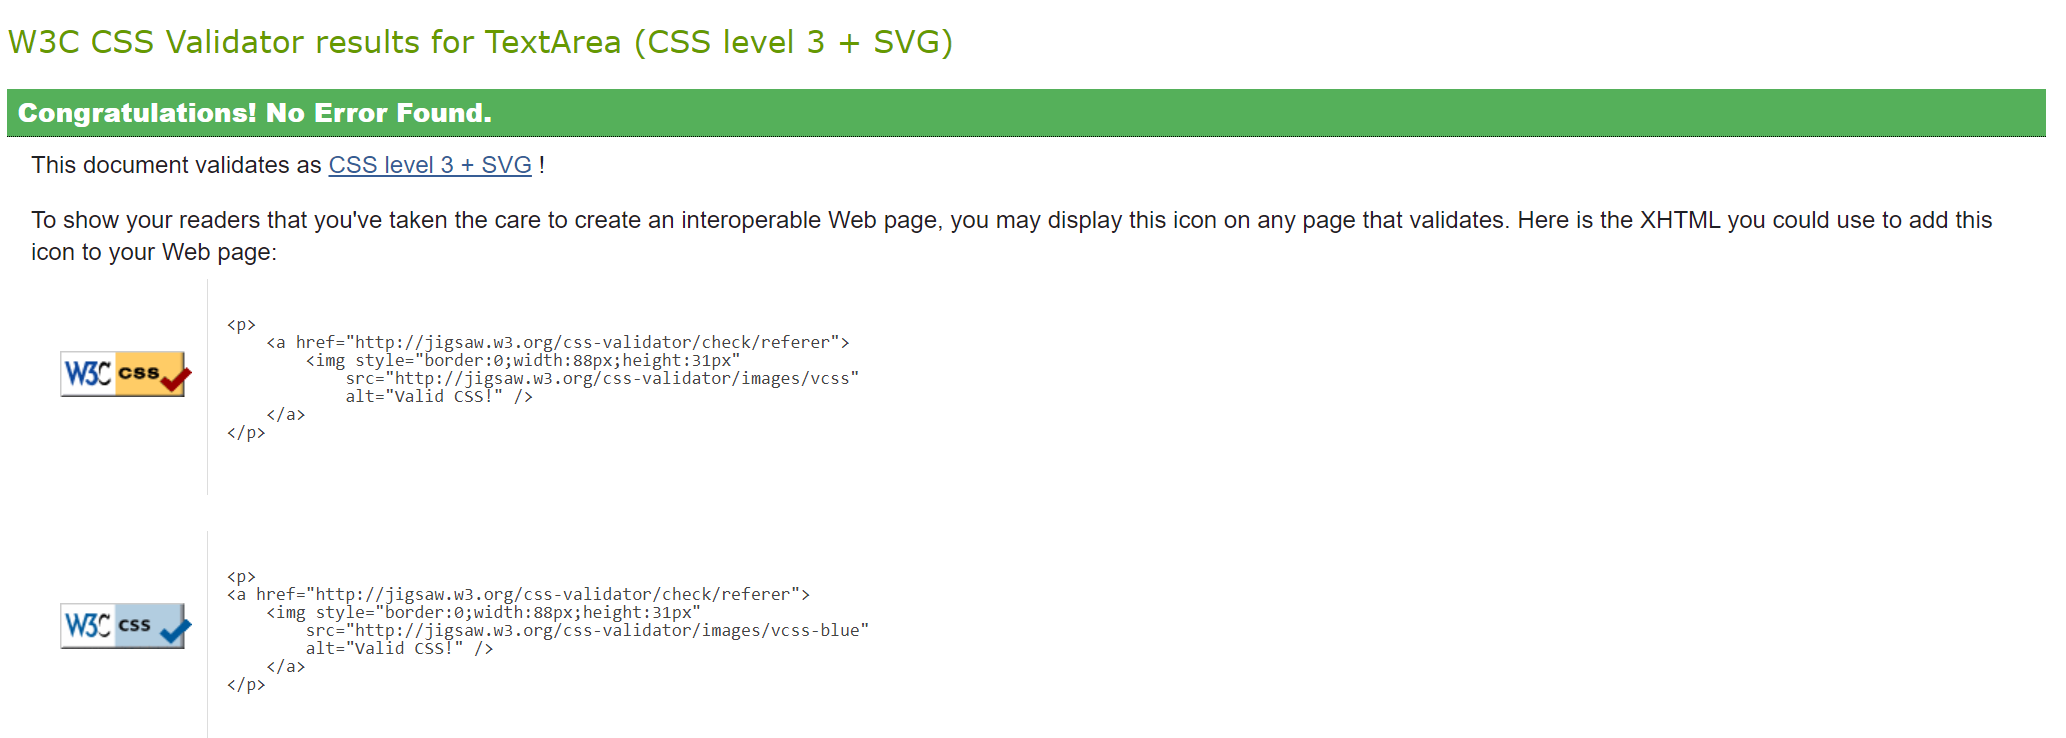 W3C CSS Validator results for TextArea (CSS level 3 + SVG)
Congratulations! No Error Found.
This document validates as CSS level 3 + SVG !
To show your readers that you've taken the care to create an interoperable Web page, you may display this icon on any page that validates. Here is the XHTML you could use to add this
icon to your Web page:
<p>
<a href="http://jigsaw.w3.org/css-validator/check/referer">
<img style="border:0;width:88px;height:31px"
W3C css
src="http://jigsaw.w3.org/css-validator/images/vcss"
alt="Valid CSS!" />
</a>
</p>
<p>
<a href="http://jigsaw.w3.org/css-validator/check/referer">
<img style="border:0;width:88px;height:31px"
W3C css
src="http://jigsaw.w3.org/css-validator/images/vcss-blue"
alt="Valid CSS!" />
</a>
</p>